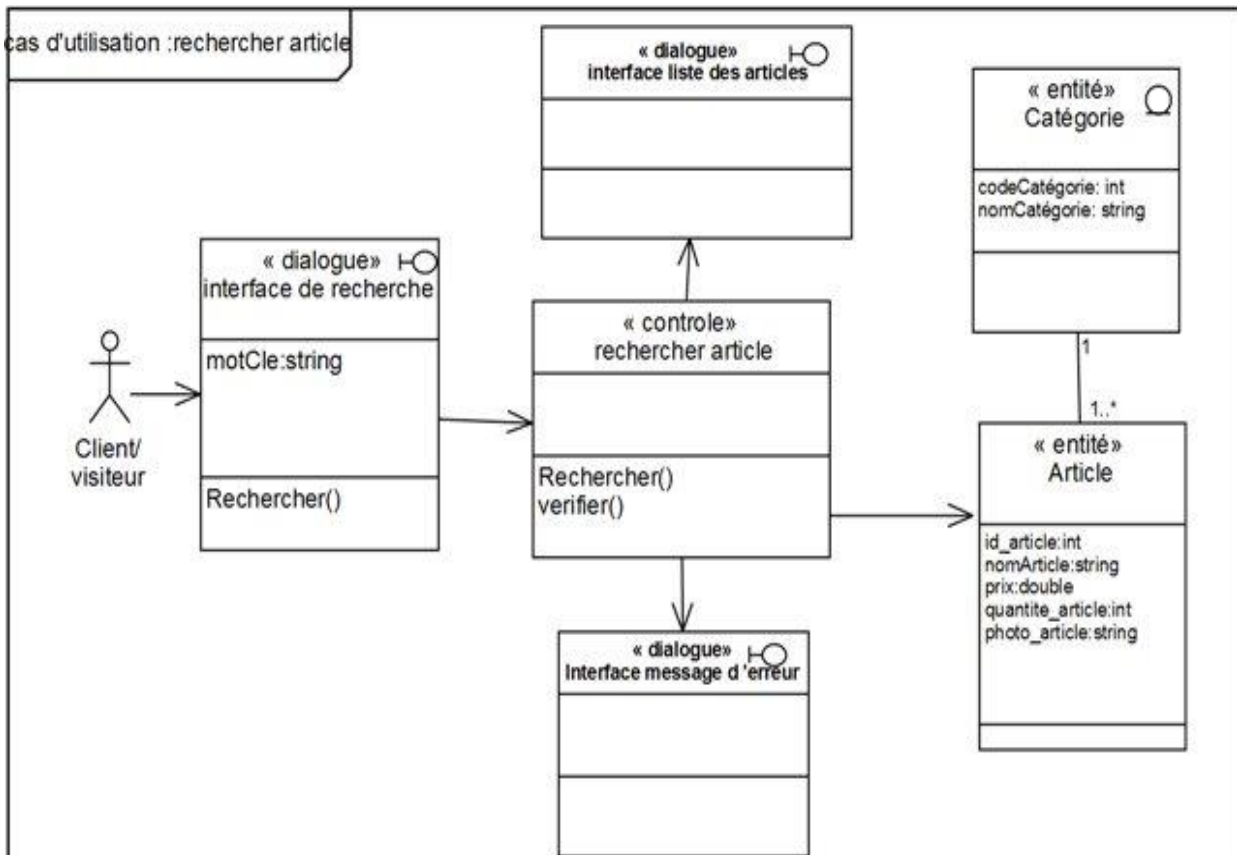 cas d'utilisation :rechercher article
« dialogue»
interface liste des articles
« entité»
Catégorie
codeCatégorie: int
nomCatégorie: string
« dialogue»
interface de recherche
motCle:string
Rechercher()
Client/
visiteur
« controle»
rechercher article
Rechercher()
verifier()
1
1..*
« entité»
Article
id_article:int
nomArticle:string
prix:double
quantite_article:int
photo_article:string
« dialogue»
Interface message d 'erreur